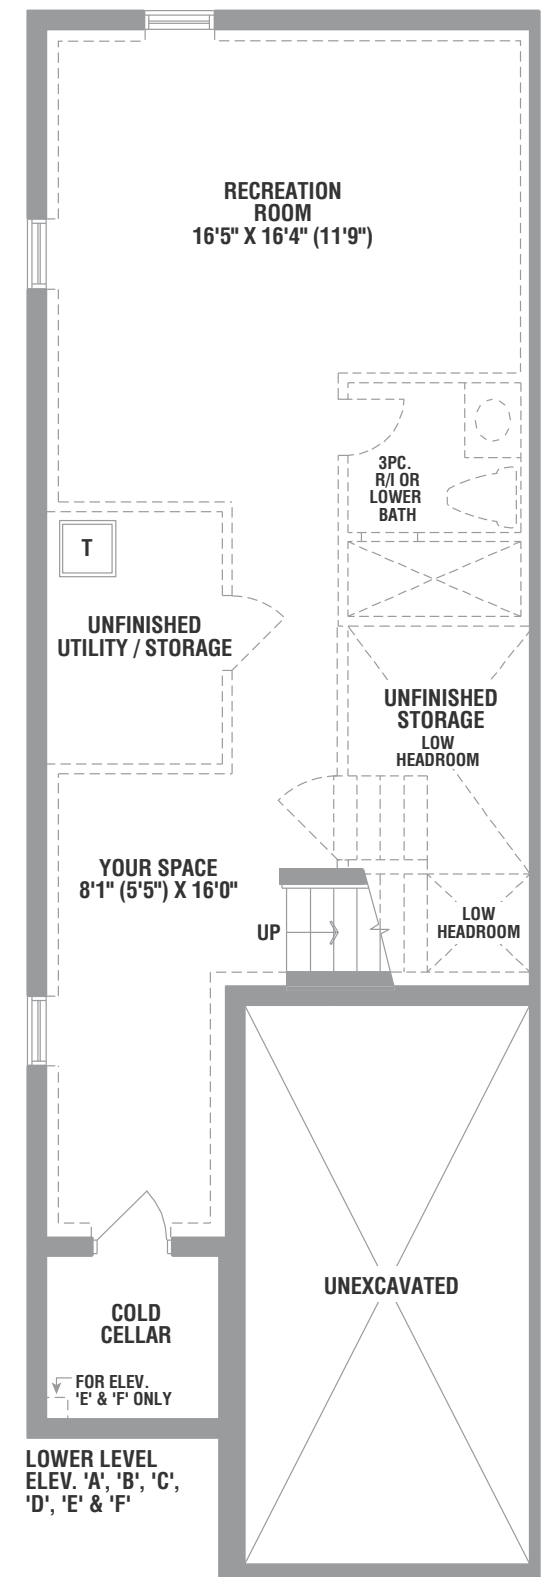 RECREATION
ROOM
16'5" X 16'4" (11'9")
3PC.
R/I OR
LOWER
BATH
T
UNFINISHED
UTILITY / STORAGE
UNFINISHED
STORAGE
LOW
HEADROOM
YOUR SPACE
8'1" (5'5") X 16'0"
UP
LOW
HEADROOM
UNEXCAVATED
COLD
CELLAR
FOR ELEV.
'E' & 'F' ONLY
LOWER LEVEL
ELEV. 'A', 'B', 'C',
'D', 'E' & 'F'